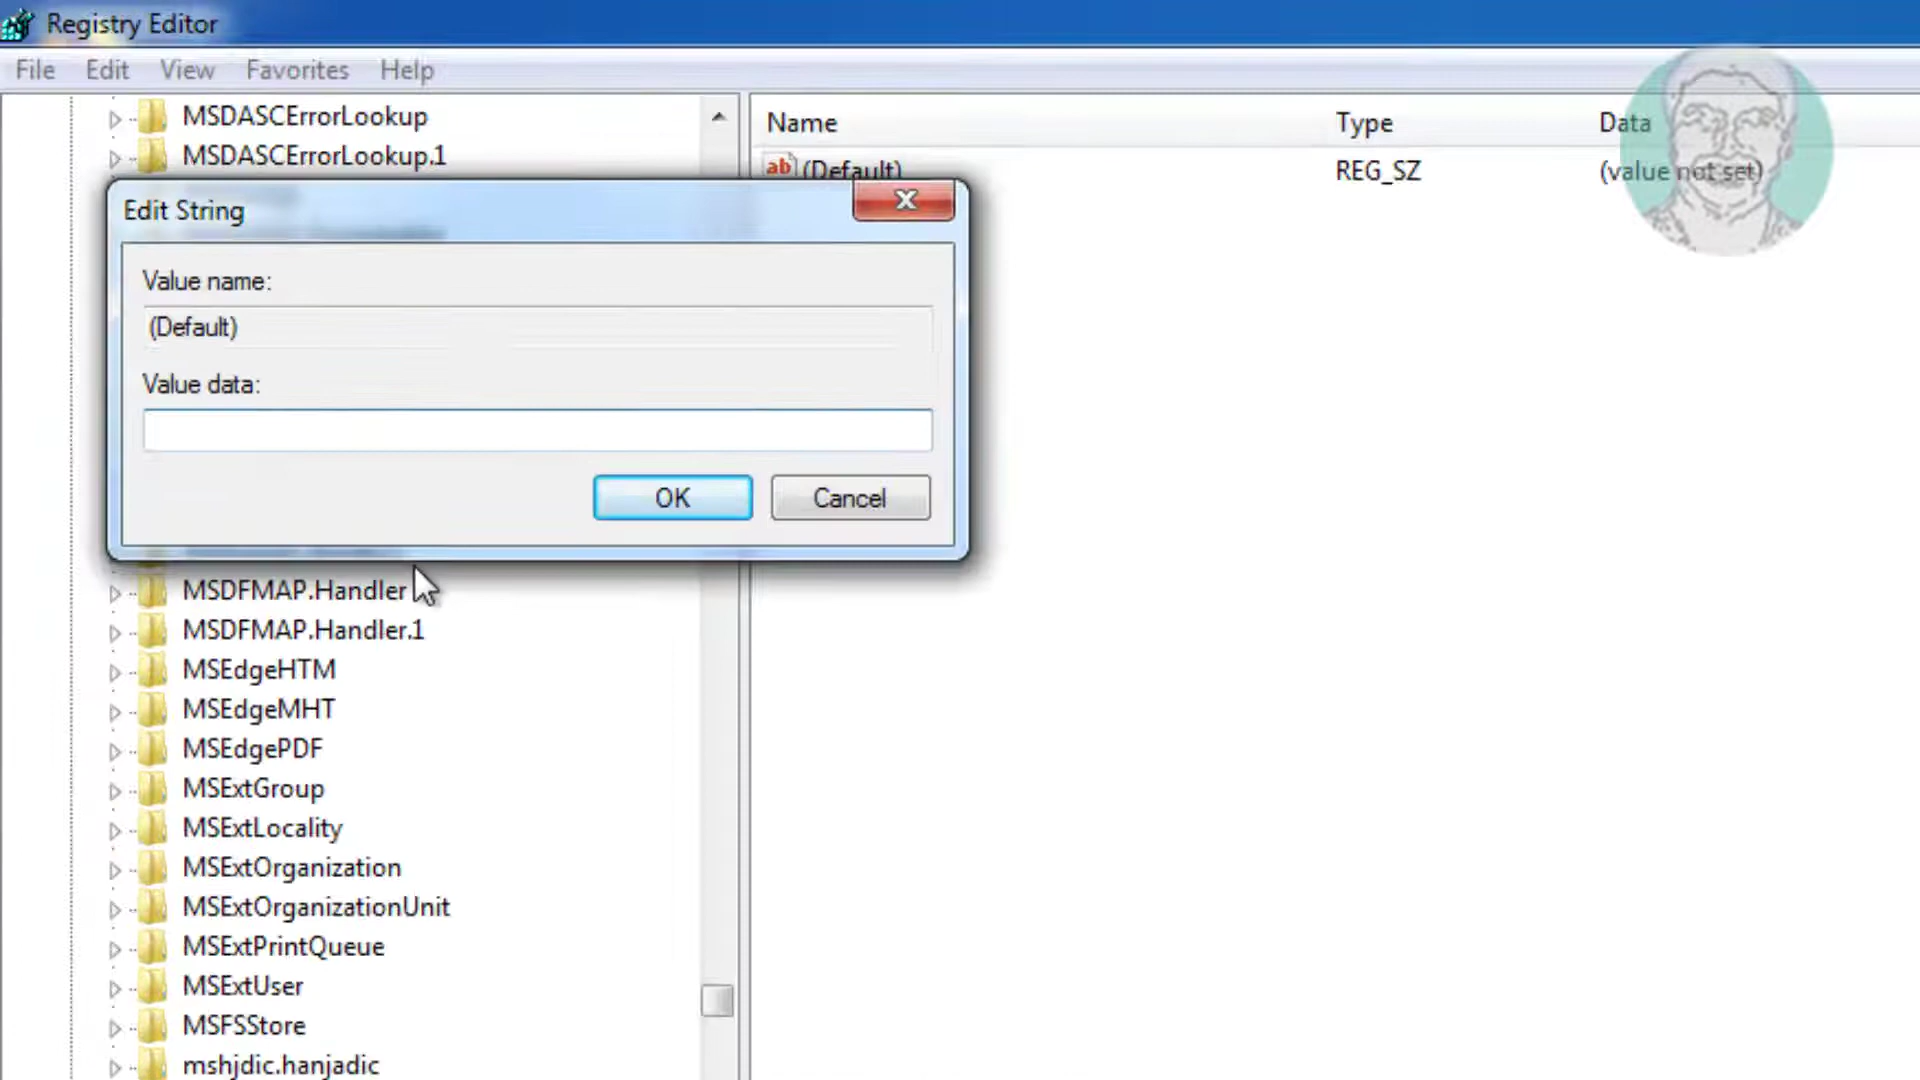 Registry Editor
File Edit View Favorites Help
MSDASCErrorLookup
MSDASCErrorLookup.1
Name Type Data
ab (Default) REG_SZ (value not set)
Edit String
X
Value name:
(Default)
Value data:
OK Cancel
MSDFMAP.Handler
MSDFMAP.Handler.1
MSEdgeHTM
MSEdgeMHT
MSEdgePDF
MSExtGroup
MSExtLocality
MSExtOrganization
MSExtOrganizationUnit
MSExtPrintQueue
MSExtUser
MSFSStore
mshjdic.hanjadic